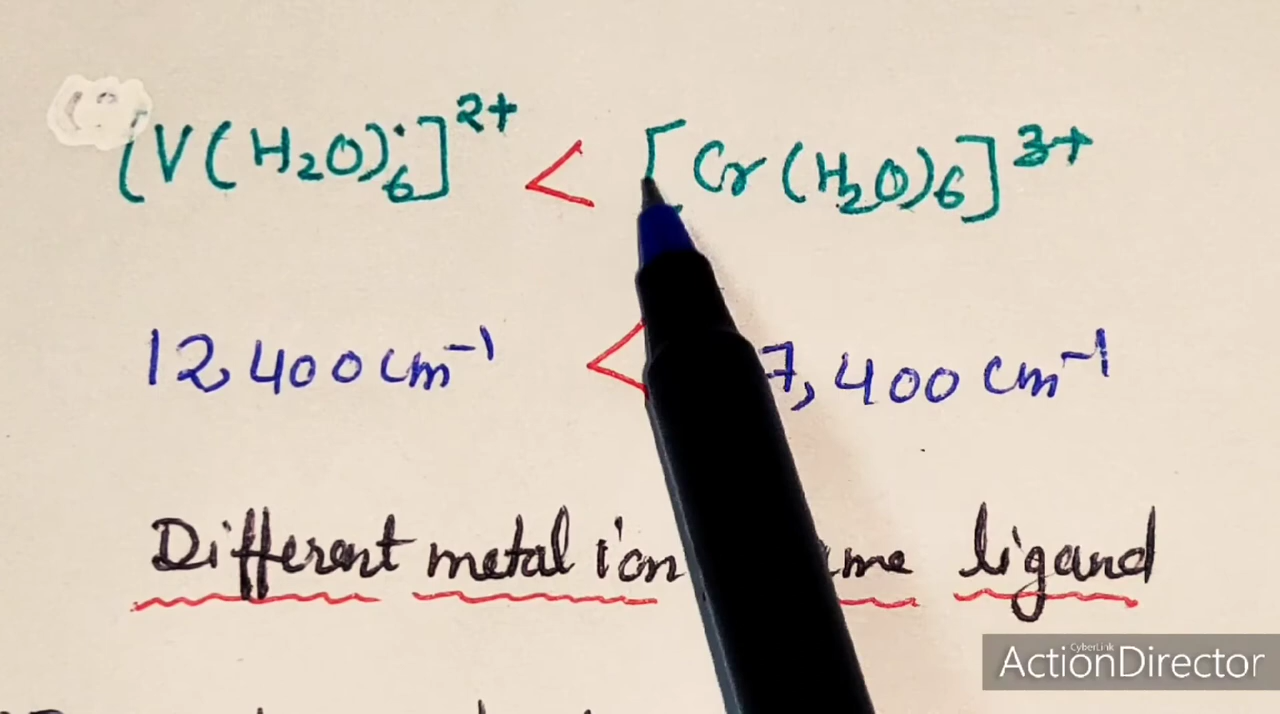 [V(H₂O)₆]²⁺ < [Cr(H₂O)₆]³⁺
12,400 cm⁻¹ < 7,400 cm⁻¹
Different metal ion ligand
CyberLink
ActionDirector